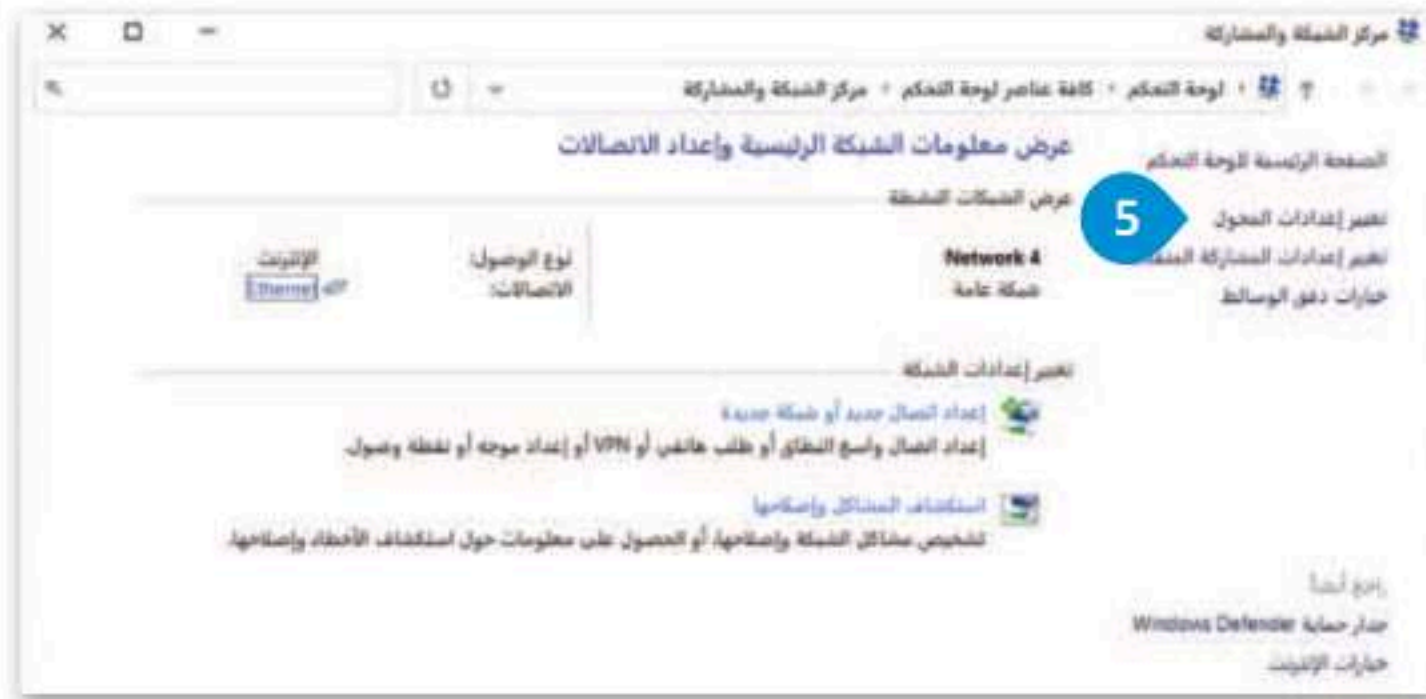 مركز الشبكة والمشاركة
لوحة التحكم › كافة عناصر لوحة التحكم › مركز الشبكة والمشاركة
الصفحة الرئيسية للوحة التحكم
5
تغيير إعدادات المحول
تغيير إعدادات المشاركة
خيارات دفق الوسائط
عرض معلومات الشبكة الرئيسية وإعداد الاتصالات
عرض الشبكات النشطة
Network 4
شبكة عامة
نوع الوصول: الإنترنت
الاتصالات: Ethernet
تغيير إعدادات الشبكة
إعداد اتصال جديد أو شبكة جديدة
إعداد اتصال واسع النطاق أو طلب هاتفي أو VPN أو إعداد موجه أو نقطة وصول.
استكشاف المشاكل وإصلاحها
تشخيص مشاكل الشبكة وإصلاحها، أو الحصول على معلومات حول استكشاف الأخطاء وإصلاحها.
راجع أيضاً
جدار حماية Windows Defender
خيارات الإنترنت